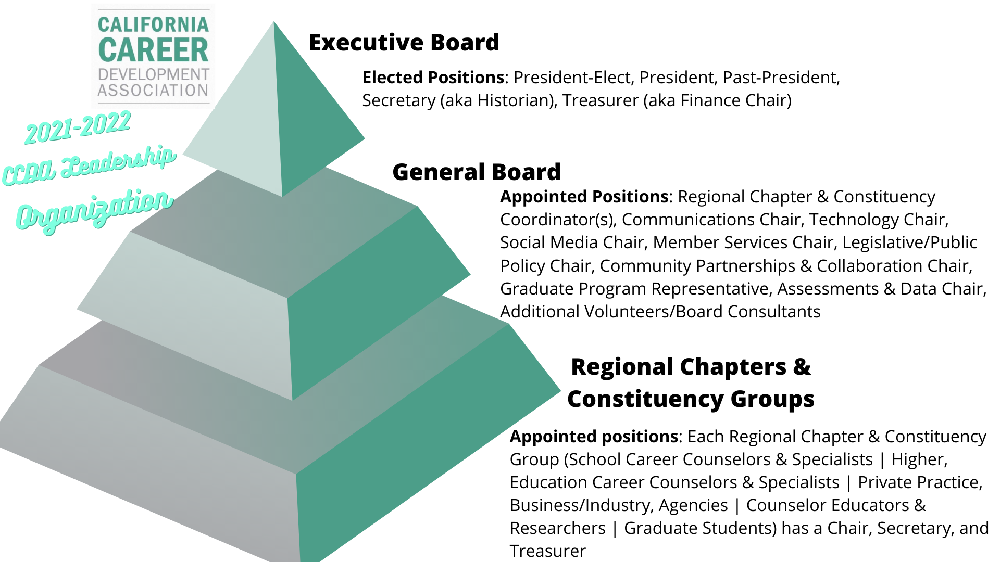 CALIFORNIA
CAREER
DEVELOPMENT
ASSOCIATION
2021-2022
CCDA Leadership
Organization
Executive Board
Elected Positions: President-Elect, President, Past-President,
Secretary (aka Historian), Treasurer (aka Finance Chair)
General Board
Appointed Positions: Regional Chapter & Constituency
Coordinator(s), Communications Chair, Technology Chair,
Social Media Chair, Member Services Chair, Legislative/Public
Policy Chair, Community Partnerships & Collaboration Chair,
Graduate Program Representative, Assessments & Data Chair,
Additional Volunteers/Board Consultants
Regional Chapters &
Constituency Groups
Appointed positions: Each Regional Chapter & Constituency
Group (School Career Counselors & Specialists | Higher,
Education Career Counselors & Specialists | Private Practice,
Business/Industry, Agencies | Counselor Educators &
Researchers | Graduate Students) has a Chair, Secretary, and
Treasurer